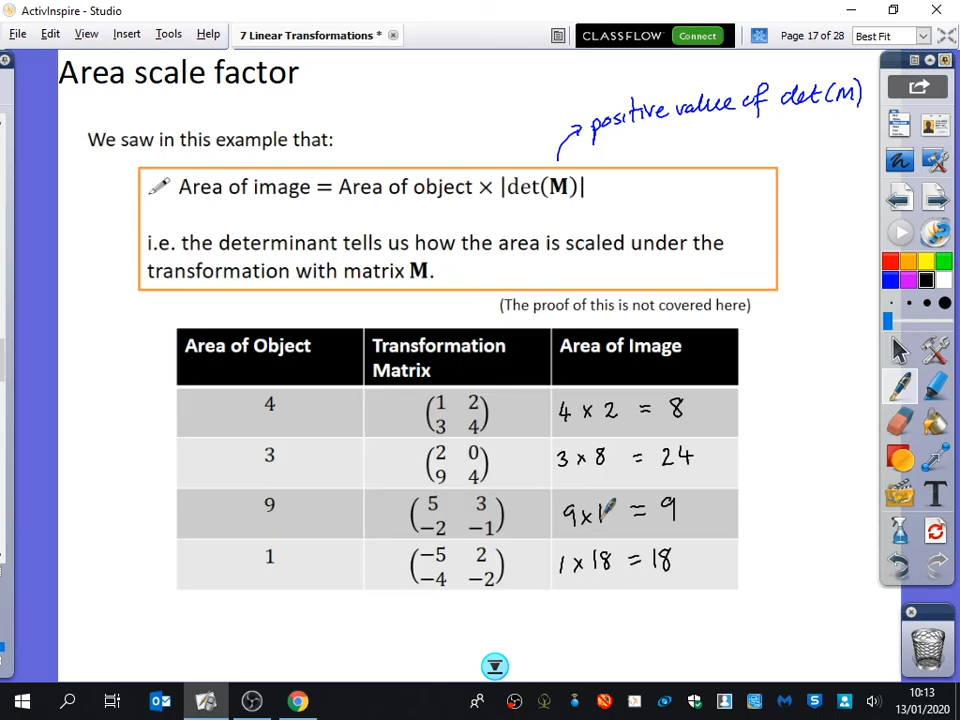 ActivInspire - Studio
File Edit View Insert Tools Help
7 Linear Transformations *
CLASSFLOW Connect
Page 17 of 28
Best Fit
Area scale factor
positive value of det(M)
We saw in this example that:
Area of image = Area of object × |det(M)|
i.e. the determinant tells us how the area is scaled under the
transformation with matrix M.
(The proof of this is not covered here)
Area of Object Transformation Matrix Area of Image
4 (1 2 3 4) 4 × 2 = 8
3 (2 0 9 4) 3 × 8 = 24
9 (5 3 −2 −1) 9 × 1 = 9
1 (−5 2 −4 −2) 1 × 18 = 18
10:13
13/01/2020